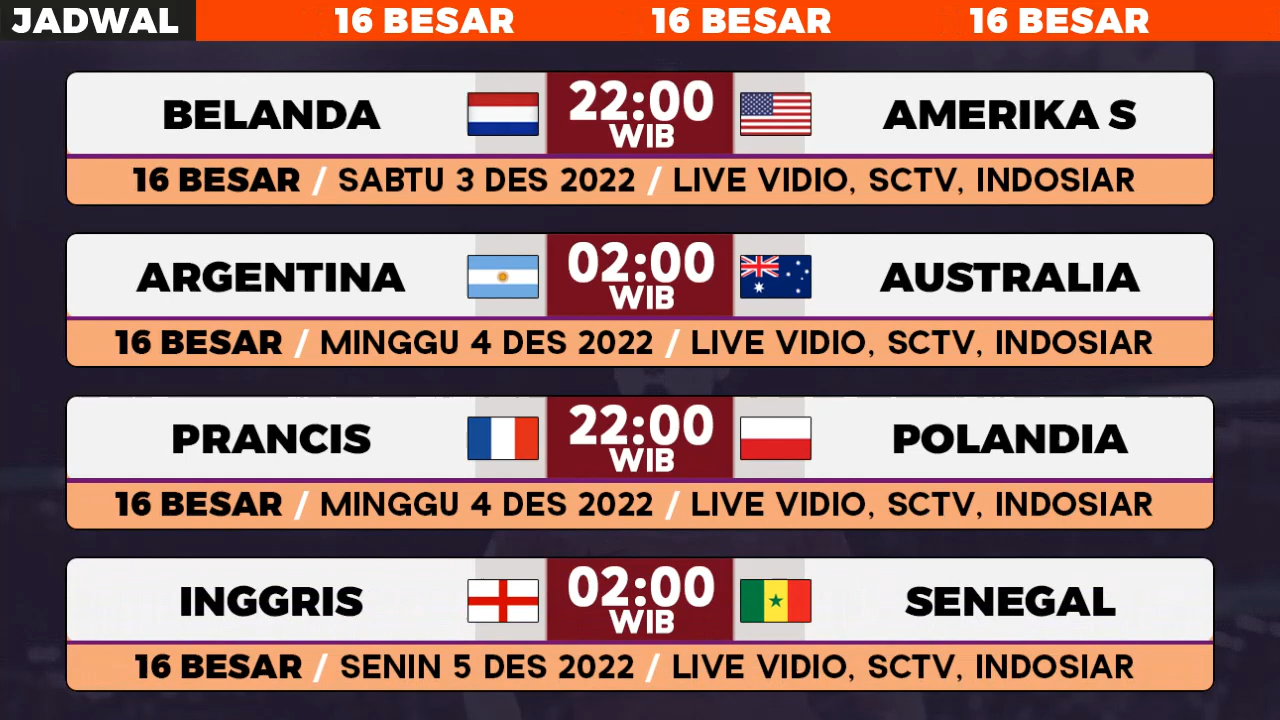 JADWAL 16 BESAR 16 BESAR 16 BESAR
BELANDA 22:00 WIB AMERIKA S
16 BESAR / SABTU 3 DES 2022 / LIVE VIDIO, SCTV, INDOSIAR
ARGENTINA 02:00 WIB AUSTRALIA
16 BESAR / MINGGU 4 DES 2022 / LIVE VIDIO, SCTV, INDOSIAR
PRANCIS 22:00 WIB POLANDIA
16 BESAR / MINGGU 4 DES 2022 / LIVE VIDIO, SCTV, INDOSIAR
INGGRIS 02:00 WIB SENEGAL
16 BESAR / SENIN 5 DES 2022 / LIVE VIDIO, SCTV, INDOSIAR